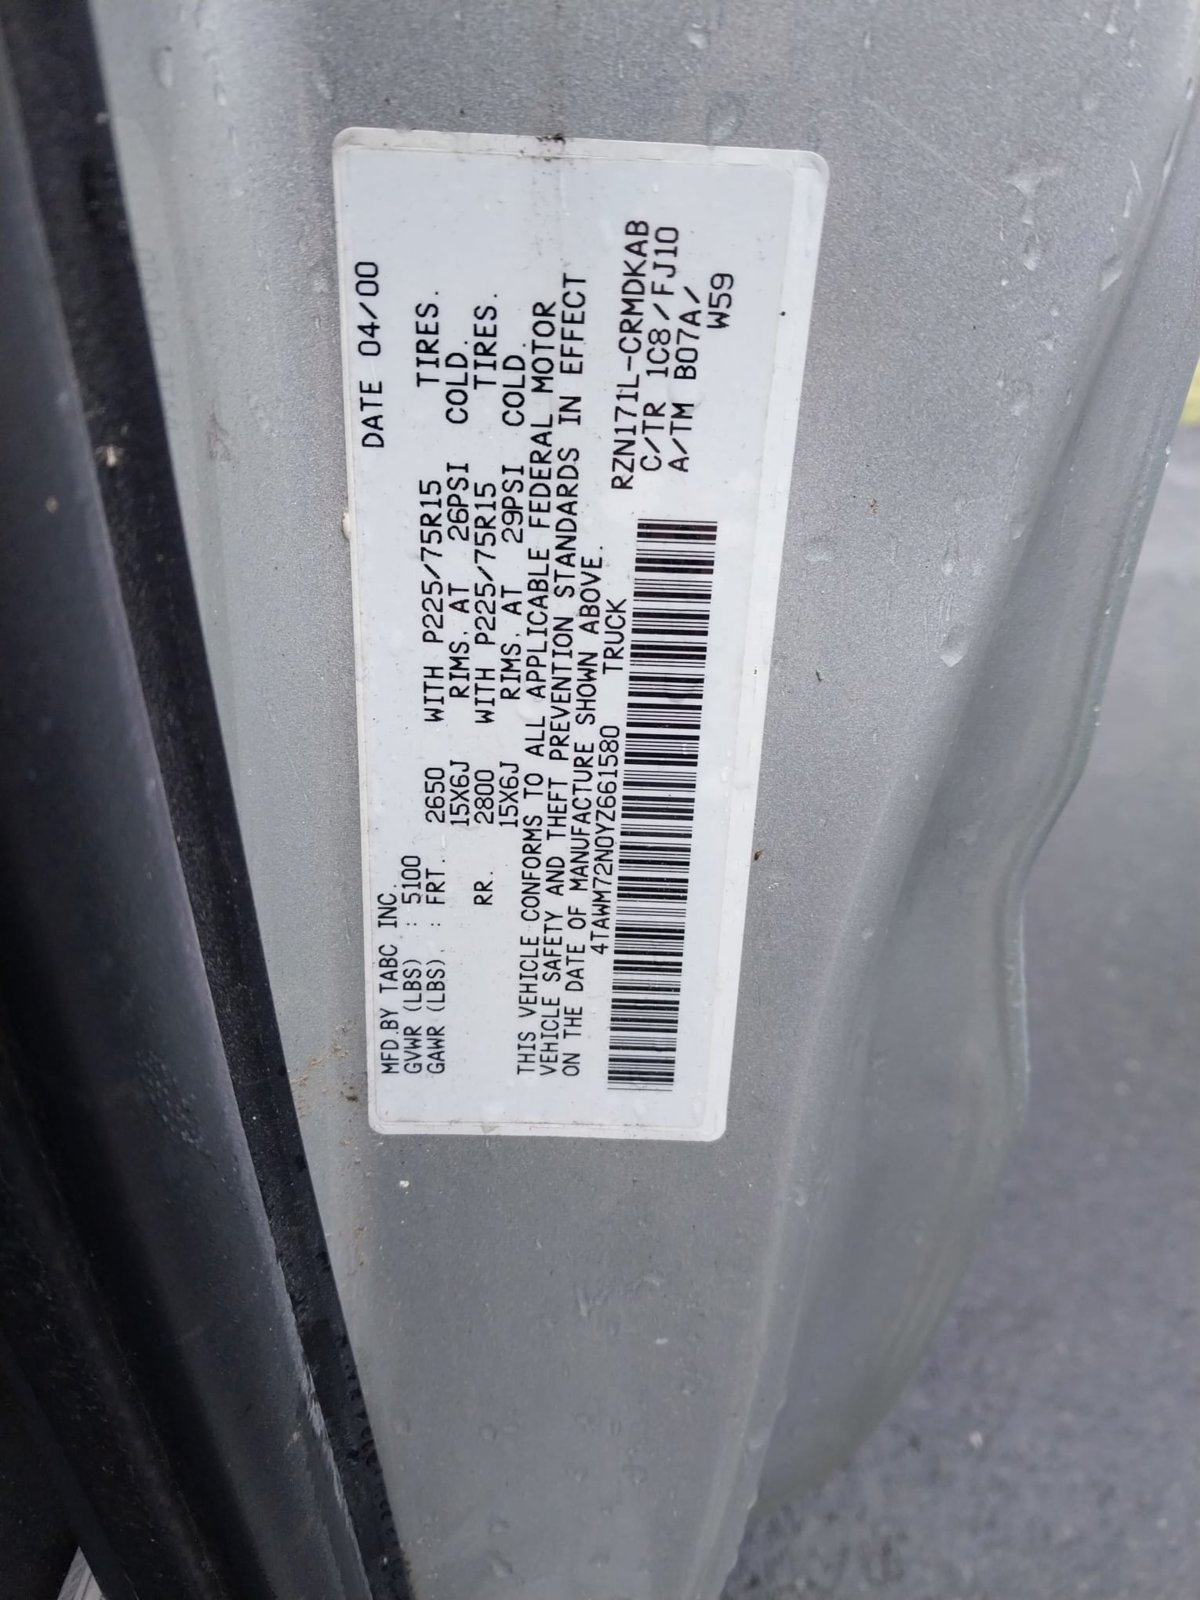 DATE 04/00
MFD.BY TABC INC.
GVWR (LBS) : 5100
GAWR (LBS). : FRT. 2650 WITH P225/75R15 TIRES.
15X6J RIMS, AT 26PSI COLD.
RR. 2800 WITH P225/75R15 TIRES.
15X6J RIMS, AT 29PSI COLD.
THIS VEHICLE CONFORMS TO ALL APPLICABLE FEDERAL MOTOR
VEHICLE SAFETY AND THEFT PREVENTION STANDARDS IN EFFECT
ON THE DATE OF MANUFACTURE SHOWN ABOVE.
4TAWM72N0YZ661580 TRUCK
RZN171L-CRMDKAB
C/TR 1C8/FJ10
A/TM B07A/
W59